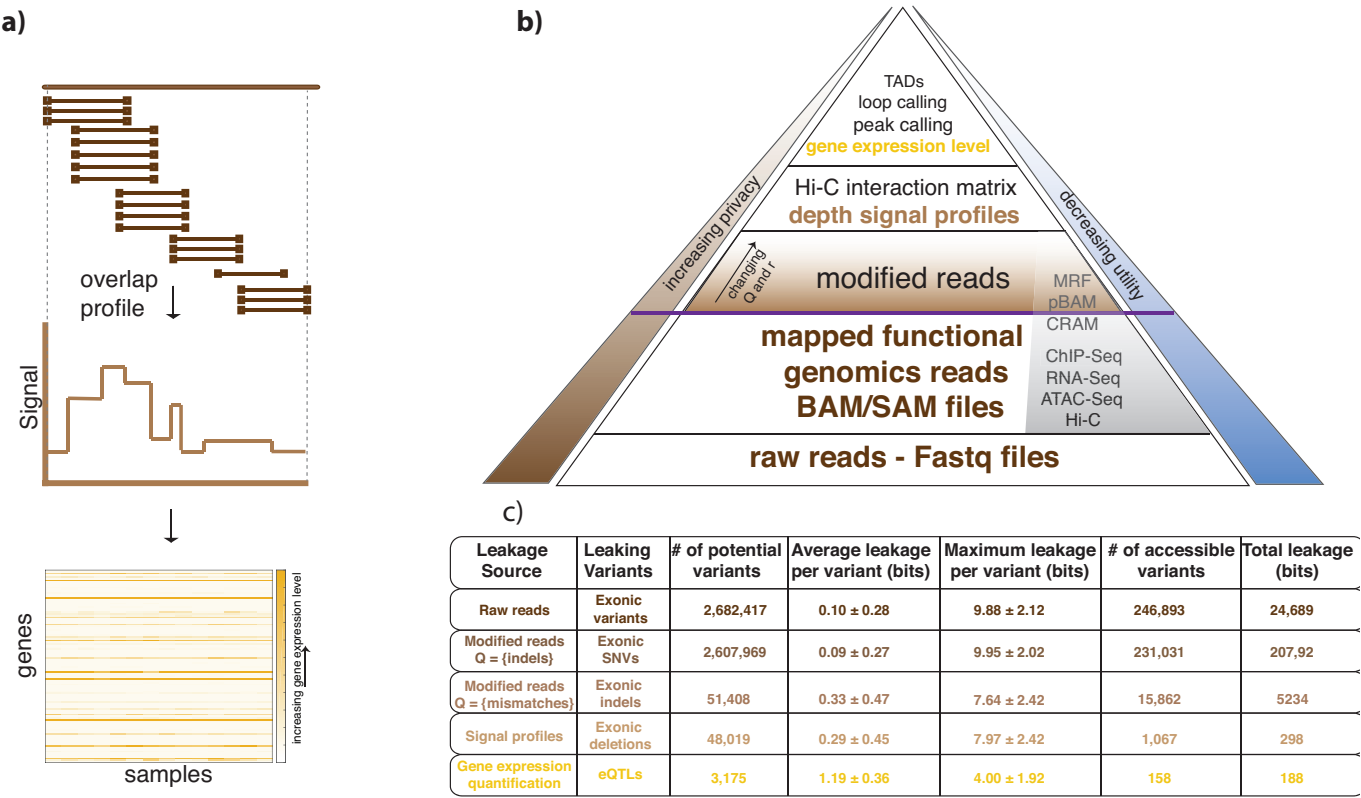 a)
overlap
profile
Signal
genes
samples
increasing gene expression level
b)
TADs
loop calling
peak calling
gene expression level
Hi-C interaction matrix
depth signal profiles
increasing privacy
decreasing utility
changing
Q and r
modified reads
MRF
pBAM
CRAM
mapped functional
genomics reads
BAM/SAM files
ChIP-Seq
RNA-Seq
ATAC-Seq
Hi-C
raw reads - Fastq files
c)
Leakage Source | Leaking Variants | # of potential variants | Average leakage per variant (bits) | Maximum leakage per variant (bits) | # of accessible variants | Total leakage (bits)
Raw reads | Exonic variants | 2,682,417 | 0.10 ± 0.28 | 9.88 ± 2.12 | 246,893 | 24,689
Modified reads Q = {indels} | Exonic SNVs | 2,607,969 | 0.09 ± 0.27 | 9.95 ± 2.02 | 231,031 | 207,92
Modified reads Q = {mismatches} | Exonic indels | 51,408 | 0.33 ± 0.47 | 7.64 ± 2.42 | 15,862 | 5234
Signal profiles | Exonic deletions | 48,019 | 0.29 ± 0.45 | 7.97 ± 2.42 | 1,067 | 298
Gene expression quantification | eQTLs | 3,175 | 1.19 ± 0.36 | 4.00 ± 1.92 | 158 | 188